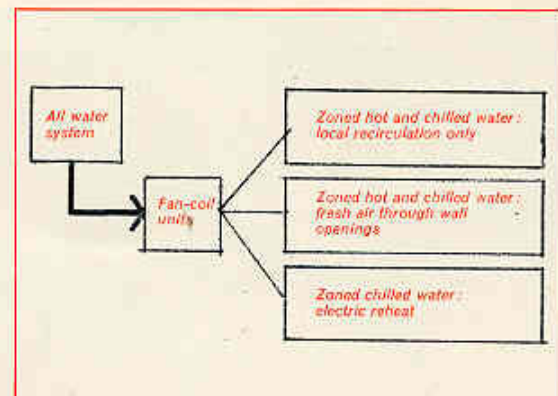 All water
system
Fan-coil
units
Zoned hot and chilled water:
local recirculation only
Zoned hot and chilled water:
fresh air through wall
openings
Zoned chilled water:
electric reheat